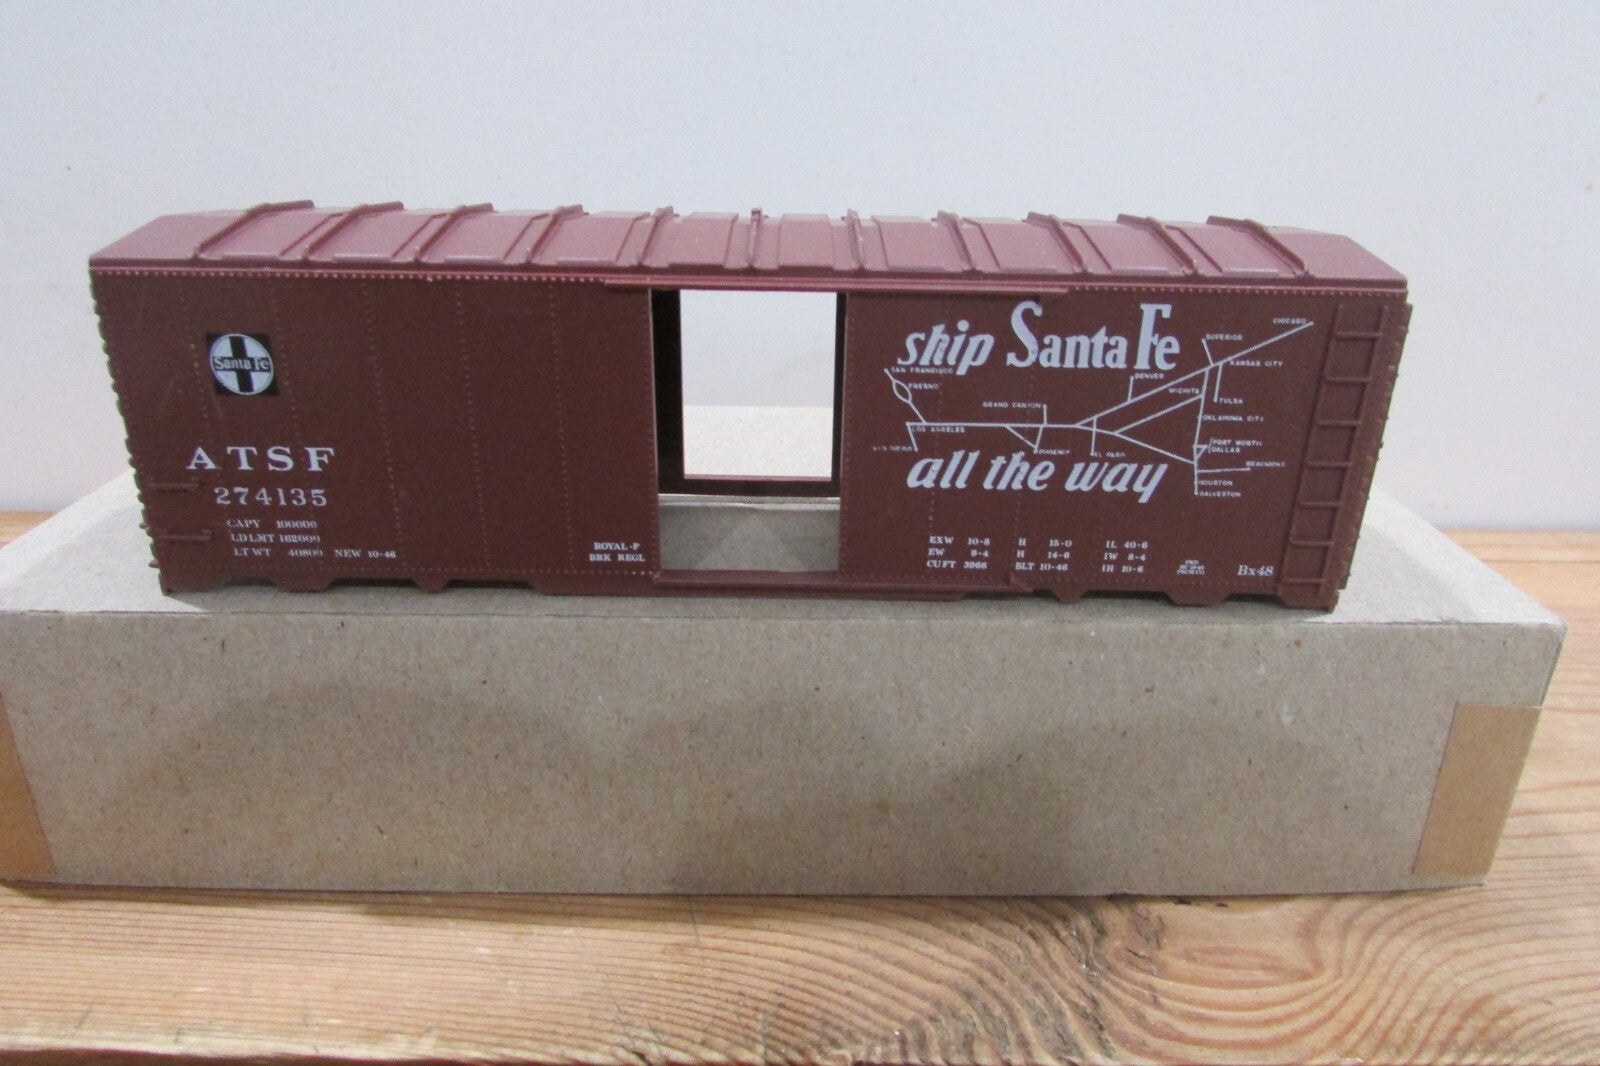 Santa Fe
ATSF
274135
CAPY 100000
LD LMT 162000
LT WT 40800 NEW 10-46
ROYAL-F
BRK REGL
ship Santa Fe
CHICAGO
SUPERIOR
KANSAS CITY
SAN FRANCISCO
FRESNO
DENVER
WICHITA
TULSA
GRAND CANYON
OKLAHOMA CITY
LOS ANGELES
SAN DIEGO
PHOENIX
EL PASO
FORT WORTH
DALLAS
BEAUMONT
HOUSTON
GALVESTON
all the way
EXW 10-8 H 15-0 IL 40-6
EW 9-4 H 14-6 IW 8-4
CU FT 3966 BLT 10-46 IH 10-6
Bx48